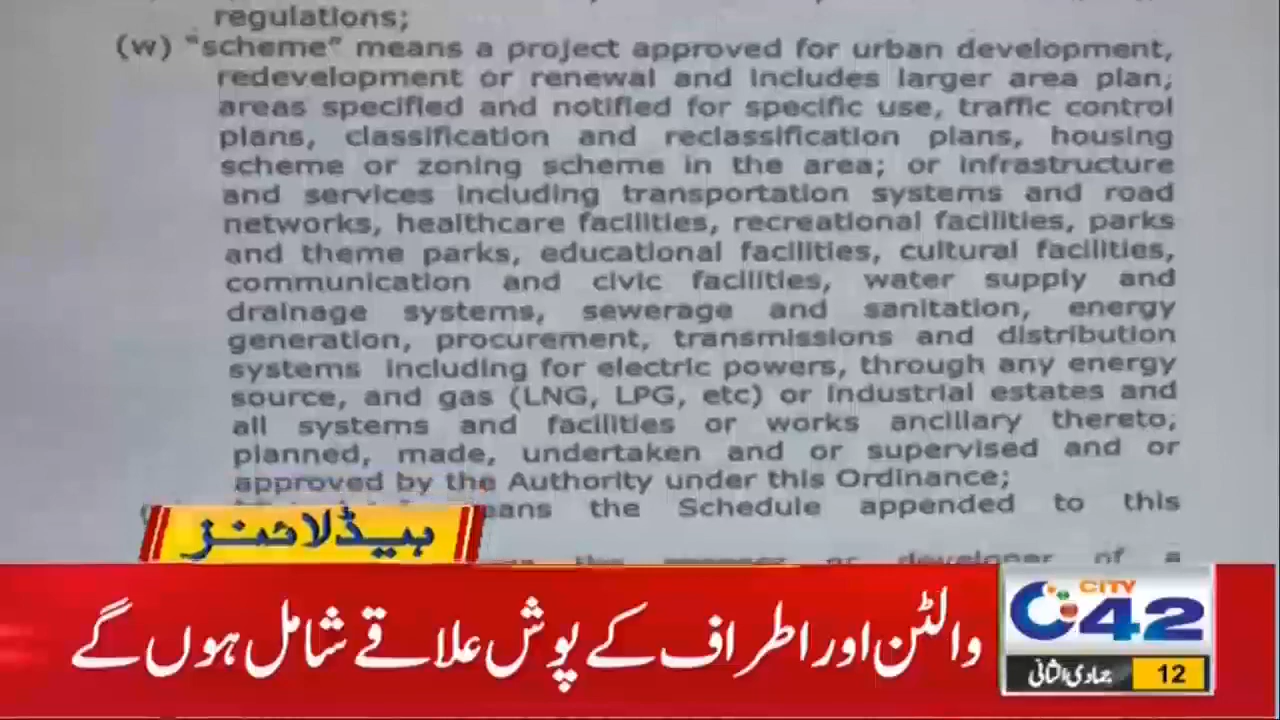 regulations;
(w) "scheme" means a project approved for urban development,
redevelopment or renewal and includes larger area plan,
areas specified and notified for specific use, traffic control
plans, classification and reclassification plans, housing
scheme or zoning scheme in the area; or infrastructure
and services including transportation systems and road
networks, healthcare facilities, recreational facilities, parks
and theme parks, educational facilities, cultural facilities,
communication and civic facilities, water supply and
drainage systems, sewerage and sanitation, energy
generation, procurement, transmissions and distribution
systems including for electric powers, through any energy
source, and gas (LNG, LPG, etc) or industrial estates and
all systems and facilities or works ancillary thereto,
planned, made, undertaken and or supervised and or
approved by the Authority under this Ordinance;
the Schedule appended to this
or developer of a
ہیڈلائنز
والٹن اور اطراف کے پوش علاقے شامل ہوں گے
CITY
42
جمادی الثانی 12